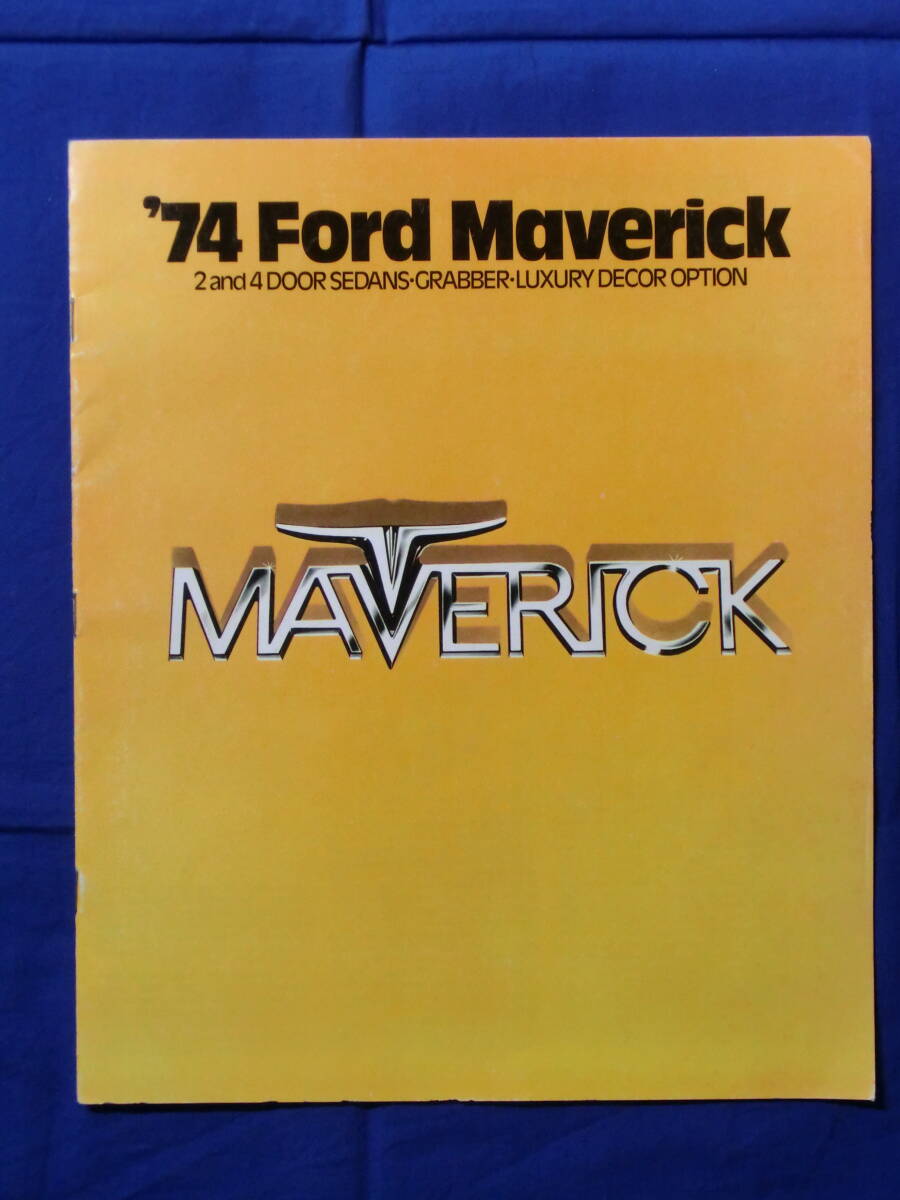 '74 Ford Maverick
2 and 4 DOOR SEDANS·GRABBER·LUXURY DECOR OPTION
MAVERICK